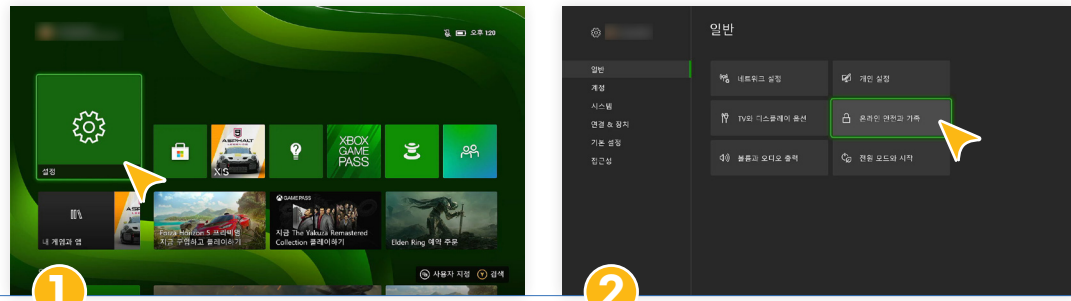 오후 1:20
설정
ASPHALT
X|S
XBOX
GAME
PASS
내 게임과 앱
Forza Horizon 5 프리미엄
지금 구입하고 플레이하기
GAME PASS
지금 The Yakuza Remastered
Collection 플레이하기
Elden Ring 예약 주문
사용자 지정
Y 검색
1
일반
일반
계정
시스템
연결 & 장치
기본 설정
접근성
네트워크 설정
개인 설정
TV와 디스플레이 옵션
온라인 안전과 가족
볼륨과 오디오 출력
전원 모드와 시작
2